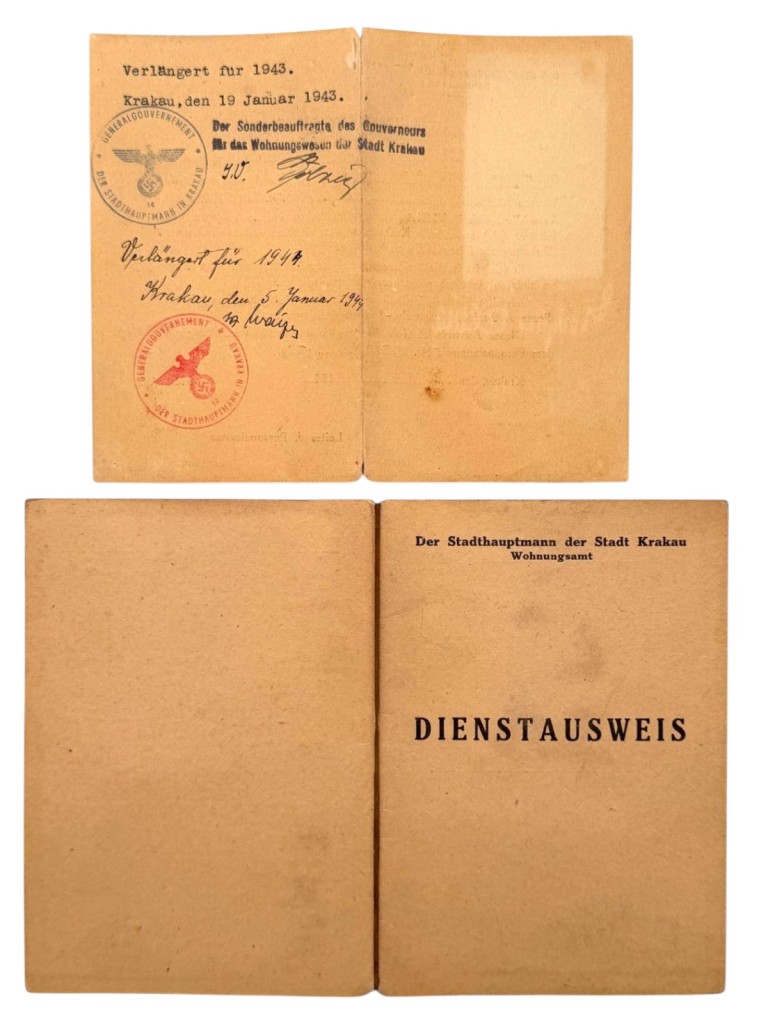 Verlängert fur 1943.
Krakau, den 19 Januar 1943.
Der Sonderbeauftragte des Gouverneurs
für das Wohnungswesen der Stadt Krakau
GENERALGOUVERNEMENT
DER STADTHAUPTMANN IN KRAKAU
14
J.V.
Verlängert für 1944.
Krakau, den 5. Januar 1944
GENERALGOUVERNEMENT
DER STADTHAUPTMANN IN KRAKAU
Der Stadthauptmann der Stadt Krakau
Wohnungsamt
DIENSTAUSWEIS